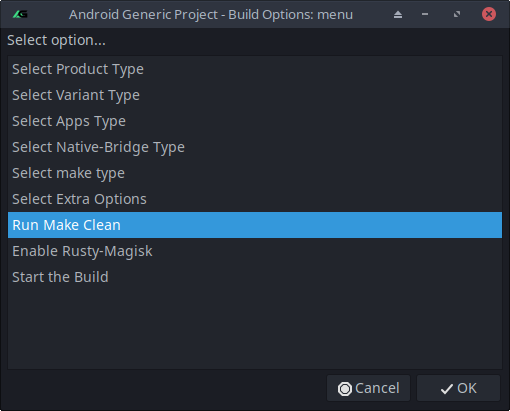 Android Generic Project - Build Options: menu
Select option...
Select Product Type
Select Variant Type
Select Apps Type
Select Native-Bridge Type
Select make type
Select Extra Options
Run Make Clean
Enable Rusty-Magisk
Start the Build
Cancel OK